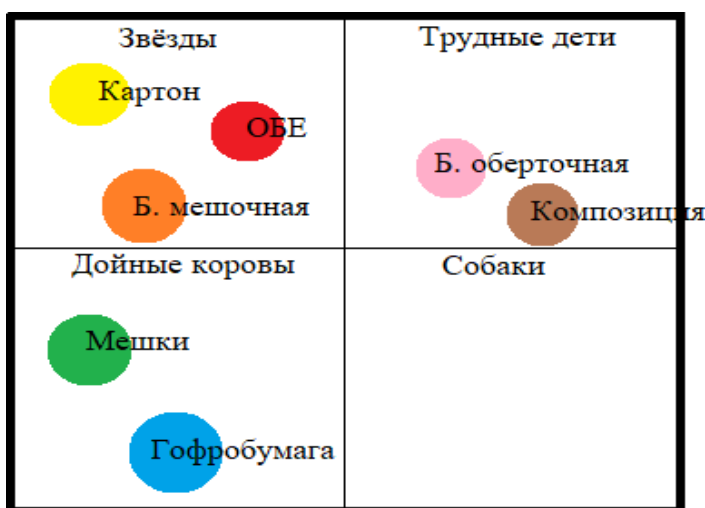 Звёзды
Трудные дети
Картон
ОБЕ
Б. оберточная
Б. мешочная
Композиция
Дойные коровы
Собаки
Мешки
Гофробумага